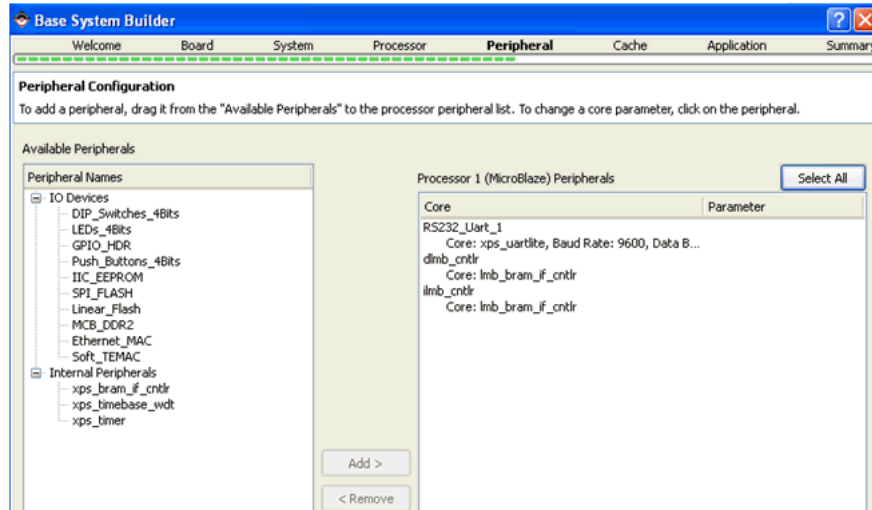 Base System Builder
Welcome Board System Processor Peripheral Cache Application Summary
Peripheral Configuration
To add a peripheral, drag it from the "Available Peripherals" to the processor peripheral list. To change a core parameter, click on the peripheral.
Available Peripherals
Processor 1 (MicroBlaze) Peripherals
Select All
Peripheral Names
IO Devices
DIP_Switches_4Bits
LEDs_4Bits
GPIO_HDR
Push_Buttons_4Bits
IIC_EEPROM
SPI_FLASH
Linear_Flash
MCB_DDR2
Ethernet_MAC
Soft_TEMAC
Internal Peripherals
xps_bram_if_cntlr
xps_timebase_wdt
xps_timer
Add >
< Remove
Core Parameter
RS232_Uart_1
Core: xps_uartlite, Baud Rate: 9600, Data B...
dlmb_cntlr
Core: lmb_bram_if_cntlr
ilmb_cntlr
Core: lmb_bram_if_cntlr